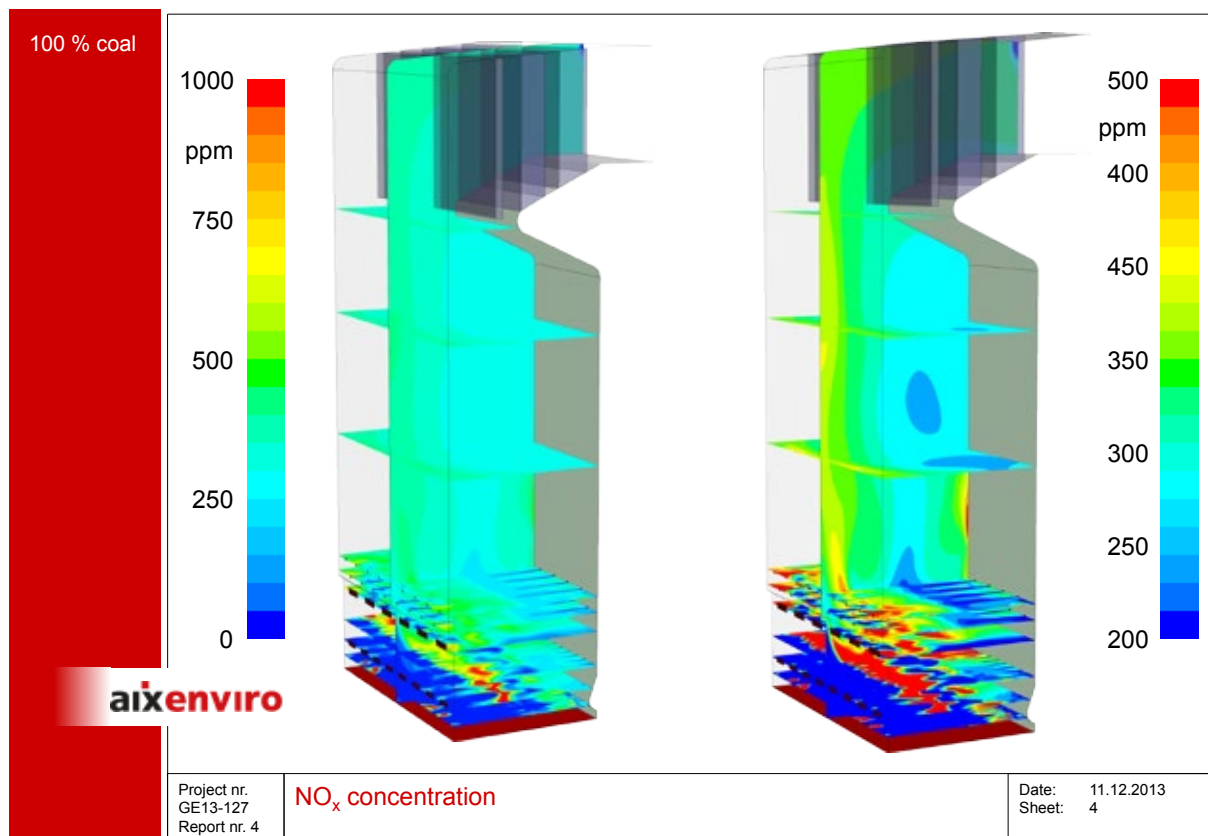 100 % coal
1000
ppm
750
500
250
0
500
ppm
400
450
350
300
250
200
aixenviro
Project nr.
GE13-127
Report nr. 4
NOx concentration
Date: 11.12.2013
Sheet: 4